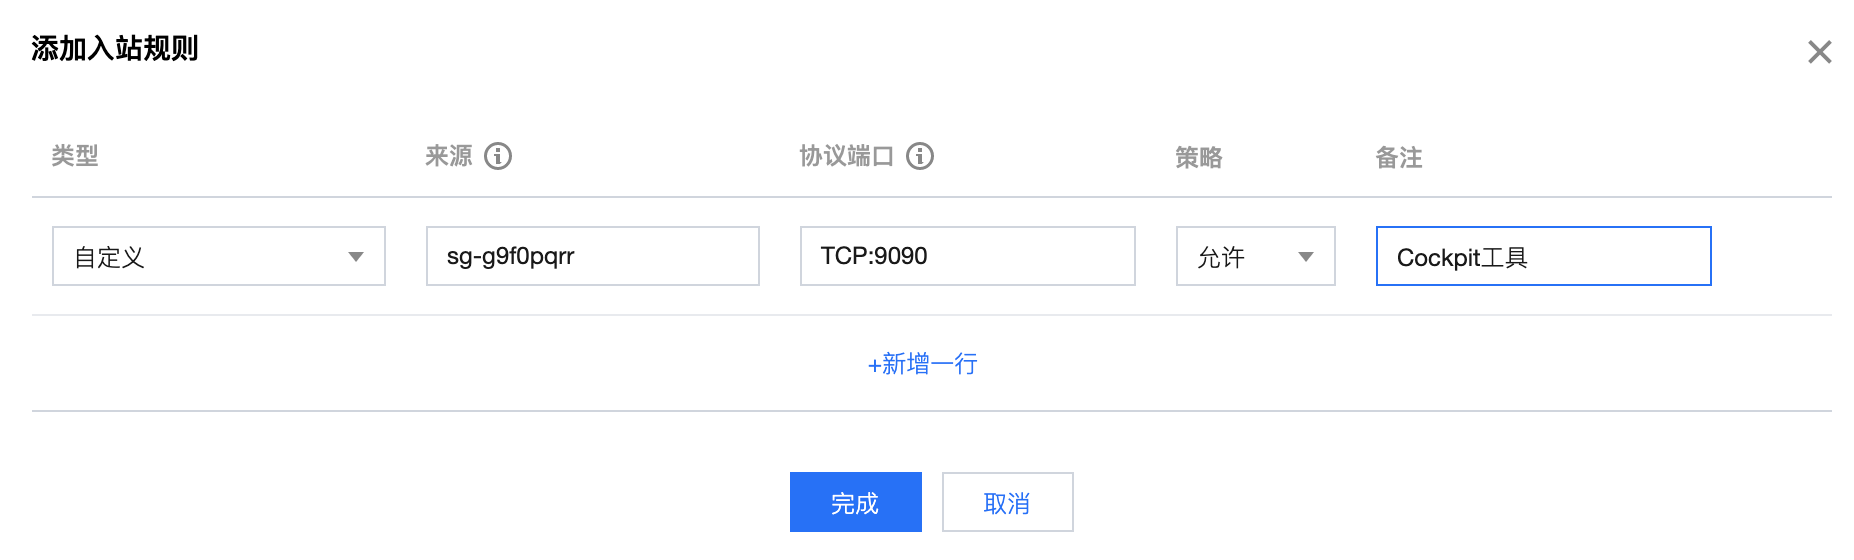 添加入站规则
类型 来源 协议端口 策略 备注
自定义 sg-g9f0pqrr TCP:9090 允许 Cockpit工具
+新增一行
完成 取消